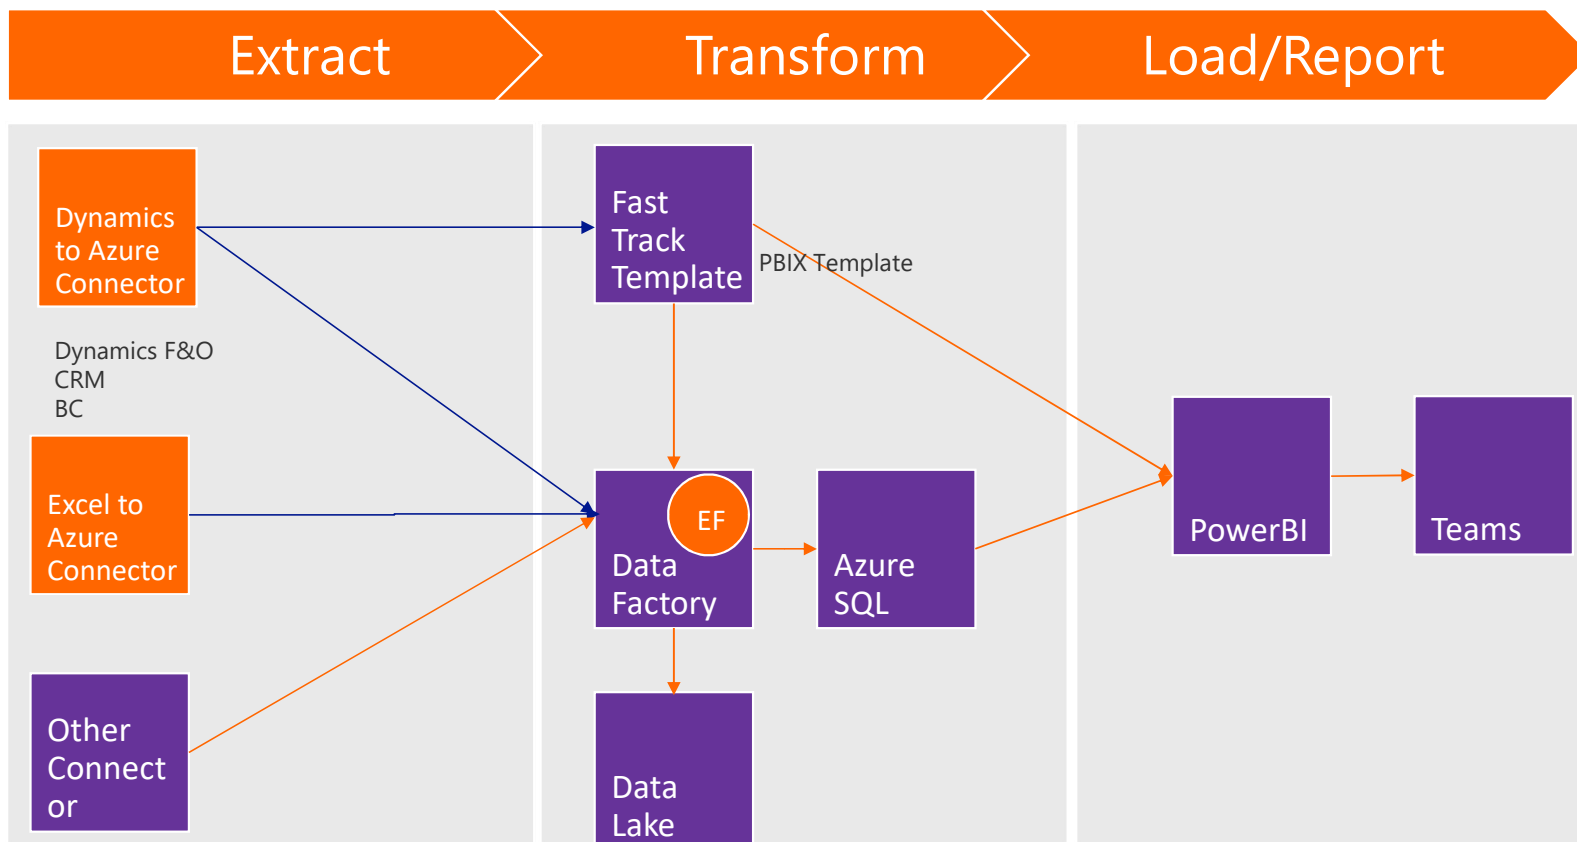 Extract
Transform
Load/Report
Dynamics
to Azure
Connector
Dynamics F&O
CRM
BC
Excel to
Azure
Connector
Other
Connect
or
Fast
Track
Template
PBIX Template
EF
Data
Factory
Azure
SQL
Data
Lake
PowerBI
Teams